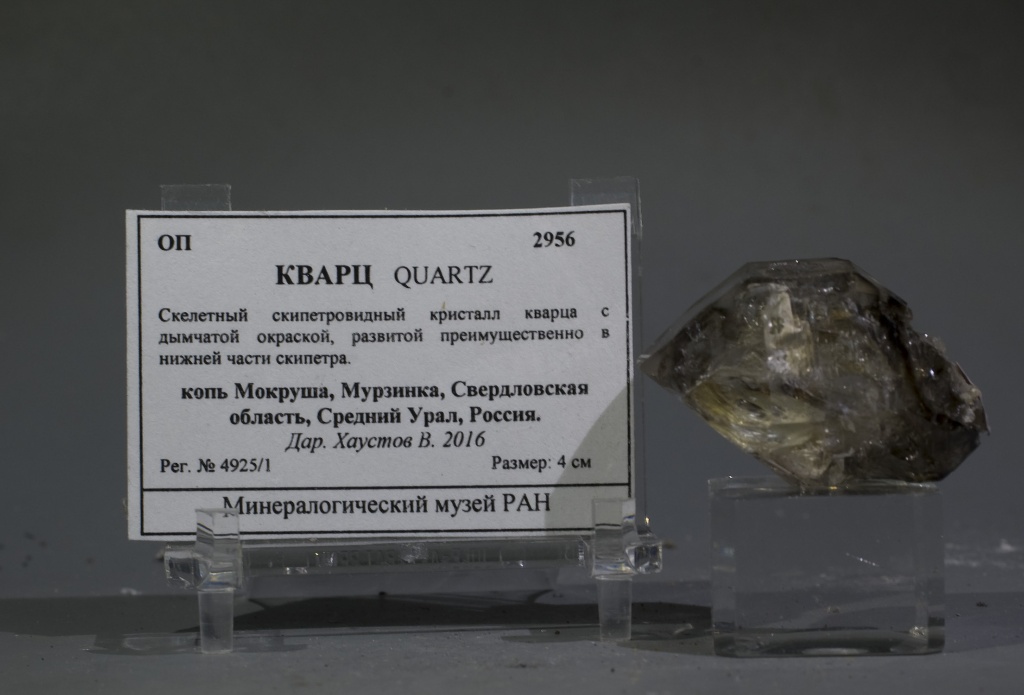 ОП 2956
КВАРЦ QUARTZ
Скелетный скипетровидный кристалл кварца с
дымчатой окраской, развитой преимущественно в
нижней части скипетра.
копь Мокруша, Мурзинка, Свердловская
область, Средний Урал, Россия.
Дар. Хаустов В. 2016
Рег. № 4925/1 Размер: 4 см
Минералогический музей РАН